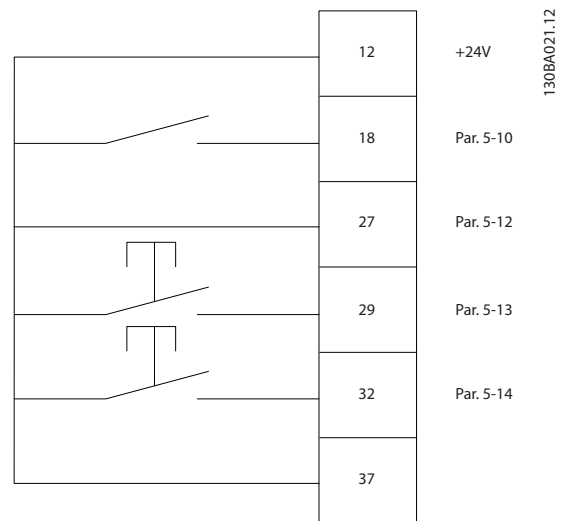 12 +24V
18 Par. 5-10
27 Par. 5-12
29 Par. 5-13
32 Par. 5-14
37
130BA021.12